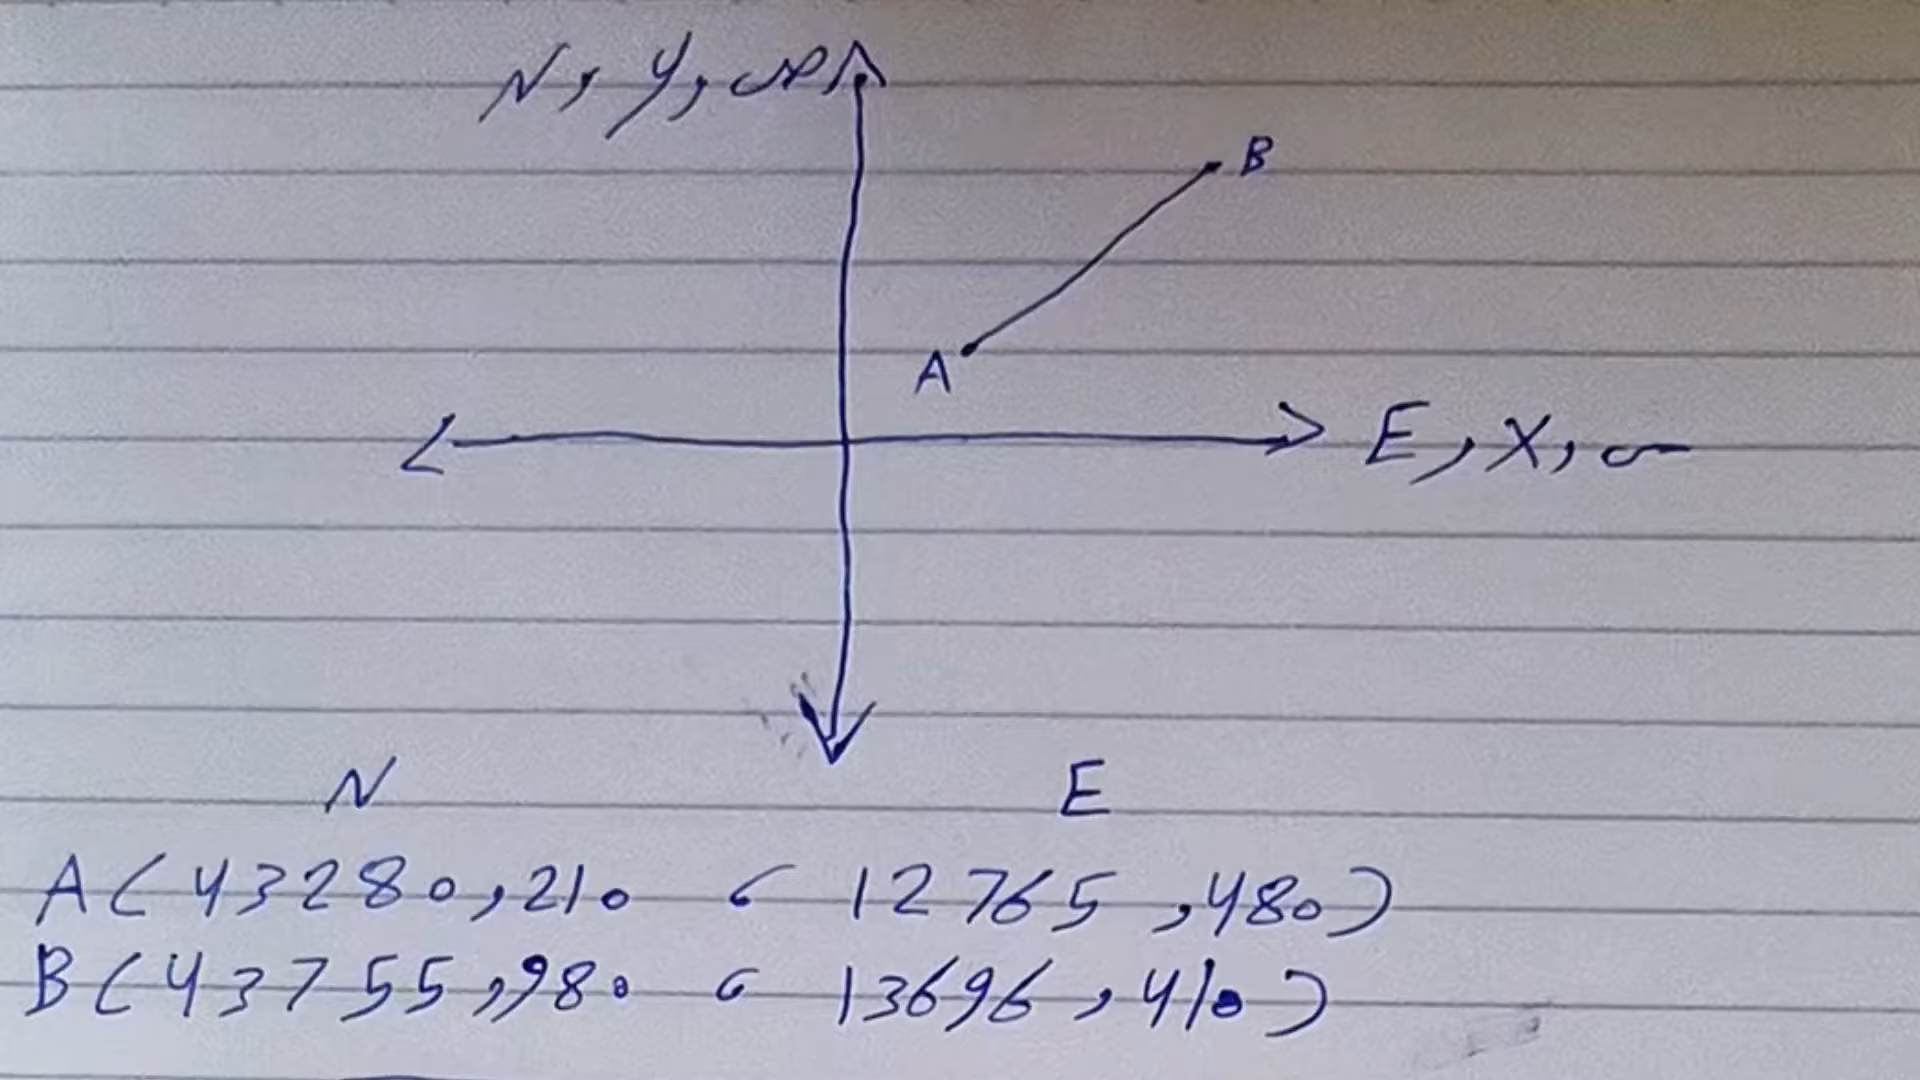 N, y, ص
B
A
E, X, س
N E
A(43280,210 ، 12765,480)
B(43755,980 ، 13696,410)